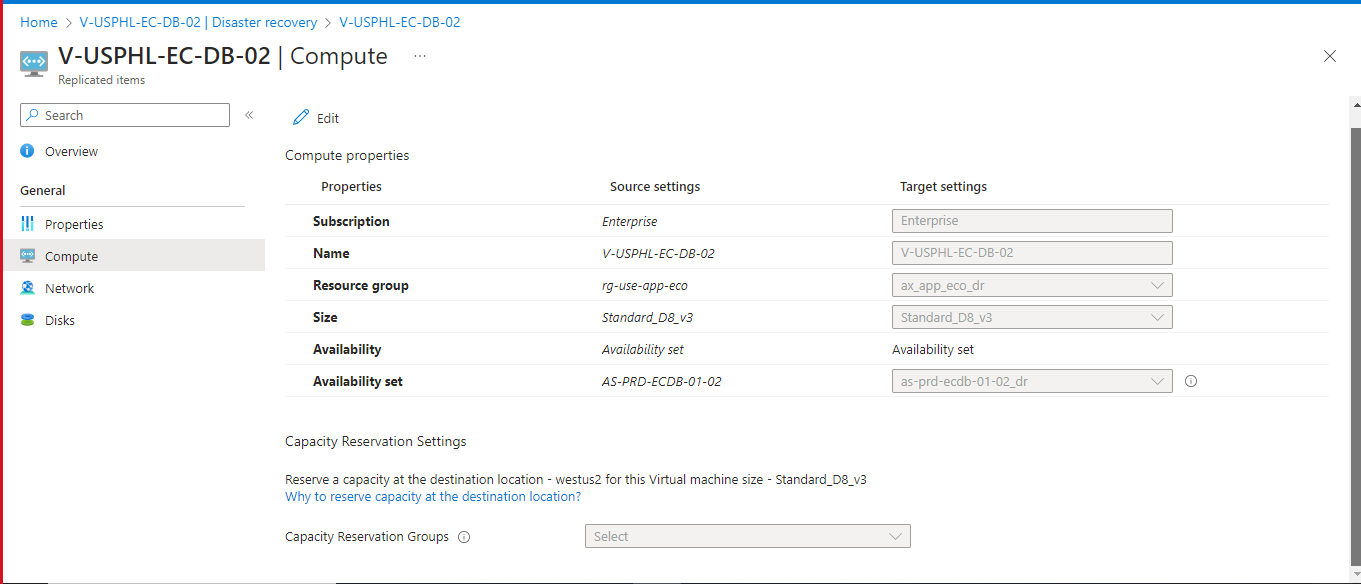 Home > V-USPHL-EC-DB-02 | Disaster recovery > V-USPHL-EC-DB-02
V-USPHL-EC-DB-02 | Compute ...
Replicated items
Search «
Overview
General
Properties
Compute
Network
Disks
Edit
Compute properties
Properties Source settings Target settings
Subscription Enterprise Enterprise
Name V-USPHL-EC-DB-02 V-USPHL-EC-DB-02
Resource group rg-use-app-eco ax_app_eco_dr
Size Standard_D8_v3 Standard_D8_v3
Availability Availability set Availability set
Availability set AS-PRD-ECDB-01-02 as-prd-ecdb-01-02_dr
Capacity Reservation Settings
Reserve a capacity at the destination location - westus2 for this Virtual machine size - Standard_D8_v3
Why to reserve capacity at the destination location?
Capacity Reservation Groups Select